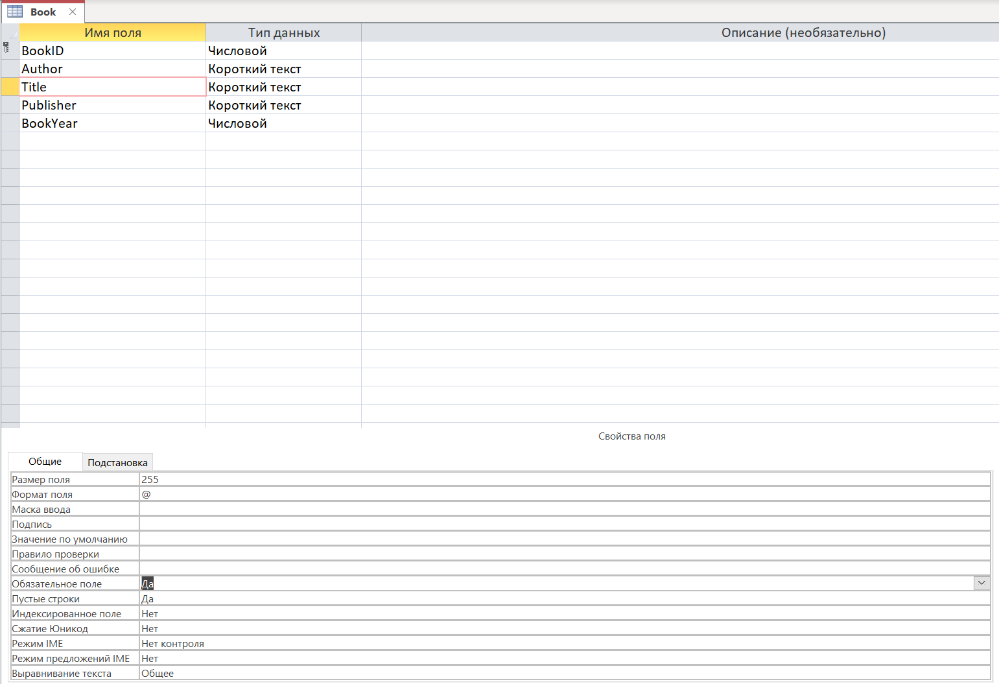 Book
Имя поля Тип данных Описание (необязательно)
BookID Числовой
Author Короткий текст
Title Короткий текст
Publisher Короткий текст
BookYear Числовой
Свойства поля
Общие Подстановка
Размер поля 255
Формат поля @
Маска ввода
Подпись
Значение по умолчанию
Правило проверки
Сообщение об ошибке
Обязательное поле Да
Пустые строки Да
Индексированное поле Нет
Сжатие Юникод Нет
Режим IME Нет контроля
Режим предложений IME Нет
Выравнивание текста Общее